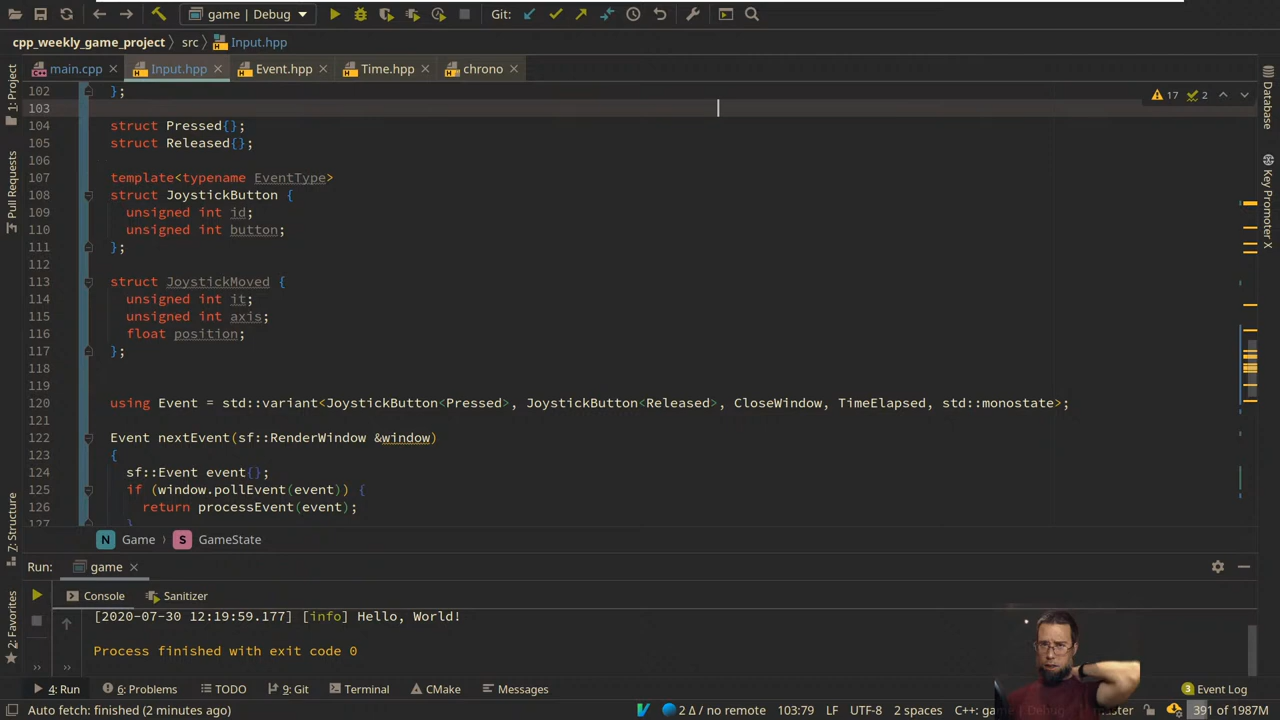 game | Debug
Git:
cpp_weekly_game_project
src
Input.hpp
main.cpp
Input.hpp
Event.hpp
Time.hpp
chrono
1: Project
Pull Requests
7: Structure
2: Favorites
Database
Key Promoter X
17
2
102 };
103
104 struct Pressed{};
105 struct Released{};
106
107 template<typename EventType>
108 struct JoystickButton {
109 unsigned int id;
110 unsigned int button;
111 };
112
113 struct JoystickMoved {
114 unsigned int it;
115 unsigned int axis;
116 float position;
117 };
118
119
120 using Event = std::variant<JoystickButton<Pressed>, JoystickButton<Released>, CloseWindow, TimeElapsed, std::monostate>;
121
122 Event nextEvent(sf::RenderWindow &window)
123 {
124 sf::Event event{};
125 if (window.pollEvent(event)) {
126 return processEvent(event);
127 }
N Game
S GameState
Run: game
Console Sanitizer
[2020-07-30 12:19:59.177] [info] Hello, World!
Process finished with exit code 0
4: Run 6: Problems TODO 9: Git Terminal CMake Messages 3 Event Log
Auto fetch: finished (2 minutes ago) 2 Δ / no remote 103:79 LF UTF-8 2 spaces C++: game | Debug master 391 of 1987M